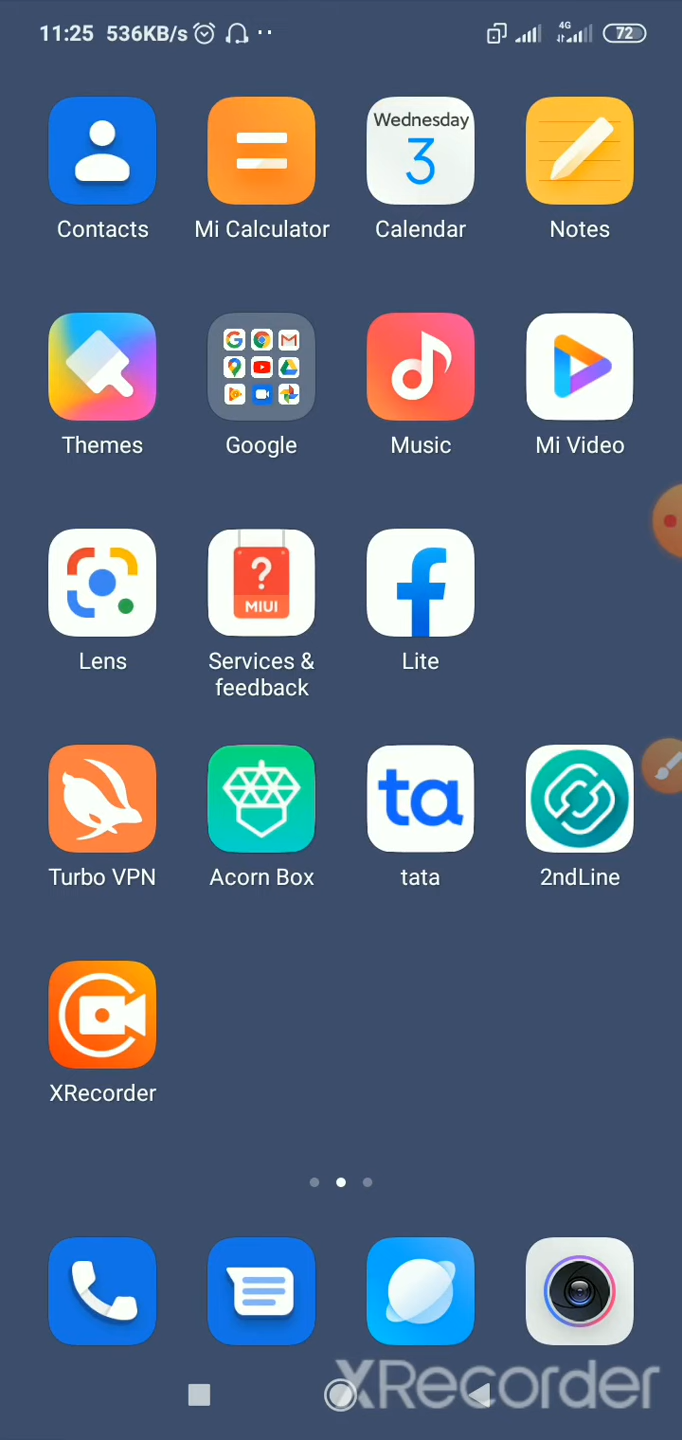 11:25 536KB/s 4G 72
Wednesday
3
Contacts Mi Calculator Calendar Notes
Themes Google Music Mi Video
?
MIUI
Lens Services & feedback Lite
ta
Turbo VPN Acorn Box tata 2ndLine
XRecorder
XRecorder